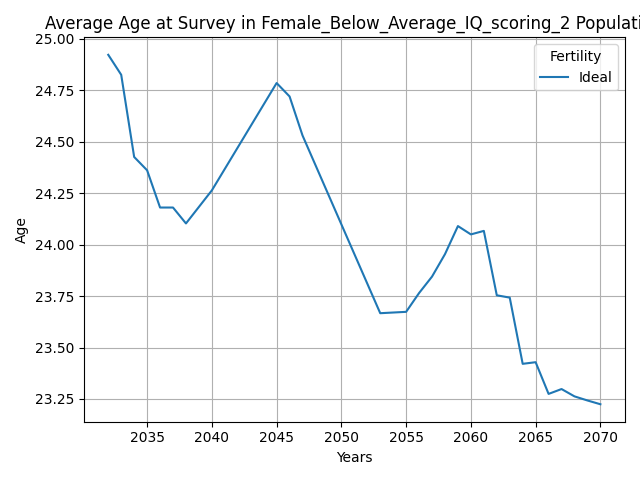 Average Age at Survey in Female_Below_Average_IQ_scoring_2 Populati
Fertility
Ideal
25.00
24.75
24.50
24.25
24.00
23.75
23.50
23.25
Age
2035 2040 2045 2050 2055 2060 2065 2070
Years